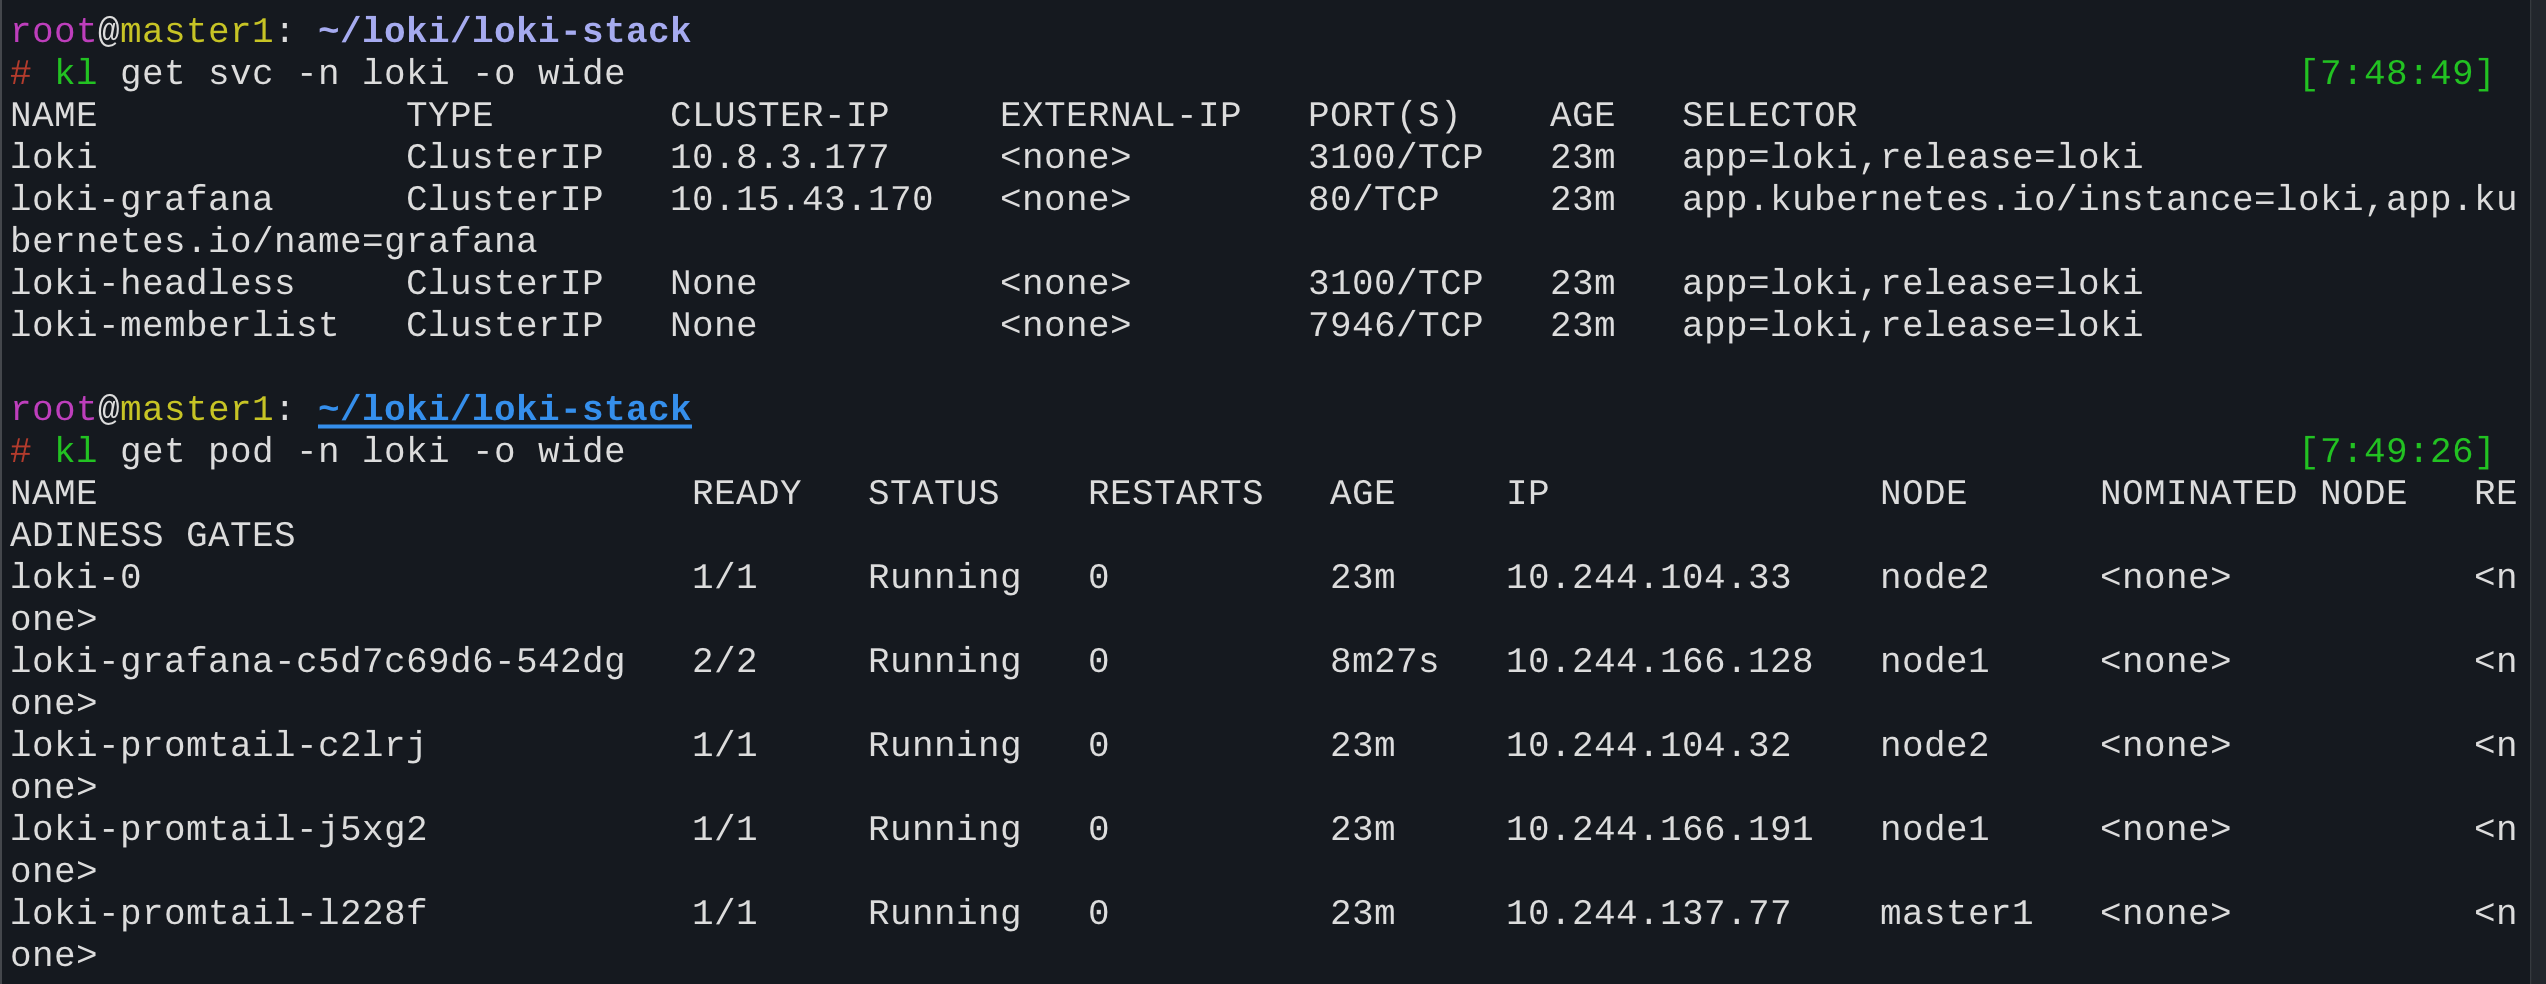 root@master1: ~/loki/loki-stack
# kl get svc -n loki -o wide [7:48:49]
NAME TYPE CLUSTER-IP EXTERNAL-IP PORT(S) AGE SELECTOR
loki ClusterIP 10.8.3.177 <none> 3100/TCP 23m app=loki,release=loki
loki-grafana ClusterIP 10.15.43.170 <none> 80/TCP 23m app.kubernetes.io/instance=loki,app.ku
bernetes.io/name=grafana
loki-headless ClusterIP None <none> 3100/TCP 23m app=loki,release=loki
loki-memberlist ClusterIP None <none> 7946/TCP 23m app=loki,release=loki
root@master1: ~/loki/loki-stack
# kl get pod -n loki -o wide [7:49:26]
NAME READY STATUS RESTARTS AGE IP NODE NOMINATED NODE RE
ADINESS GATES
loki-0 1/1 Running 0 23m 10.244.104.33 node2 <none> <n
one>
loki-grafana-c5d7c69d6-542dg 2/2 Running 0 8m27s 10.244.166.128 node1 <none> <n
one>
loki-promtail-c2lrj 1/1 Running 0 23m 10.244.104.32 node2 <none> <n
one>
loki-promtail-j5xg2 1/1 Running 0 23m 10.244.166.191 node1 <none> <n
one>
loki-promtail-l228f 1/1 Running 0 23m 10.244.137.77 master1 <none> <n
one>